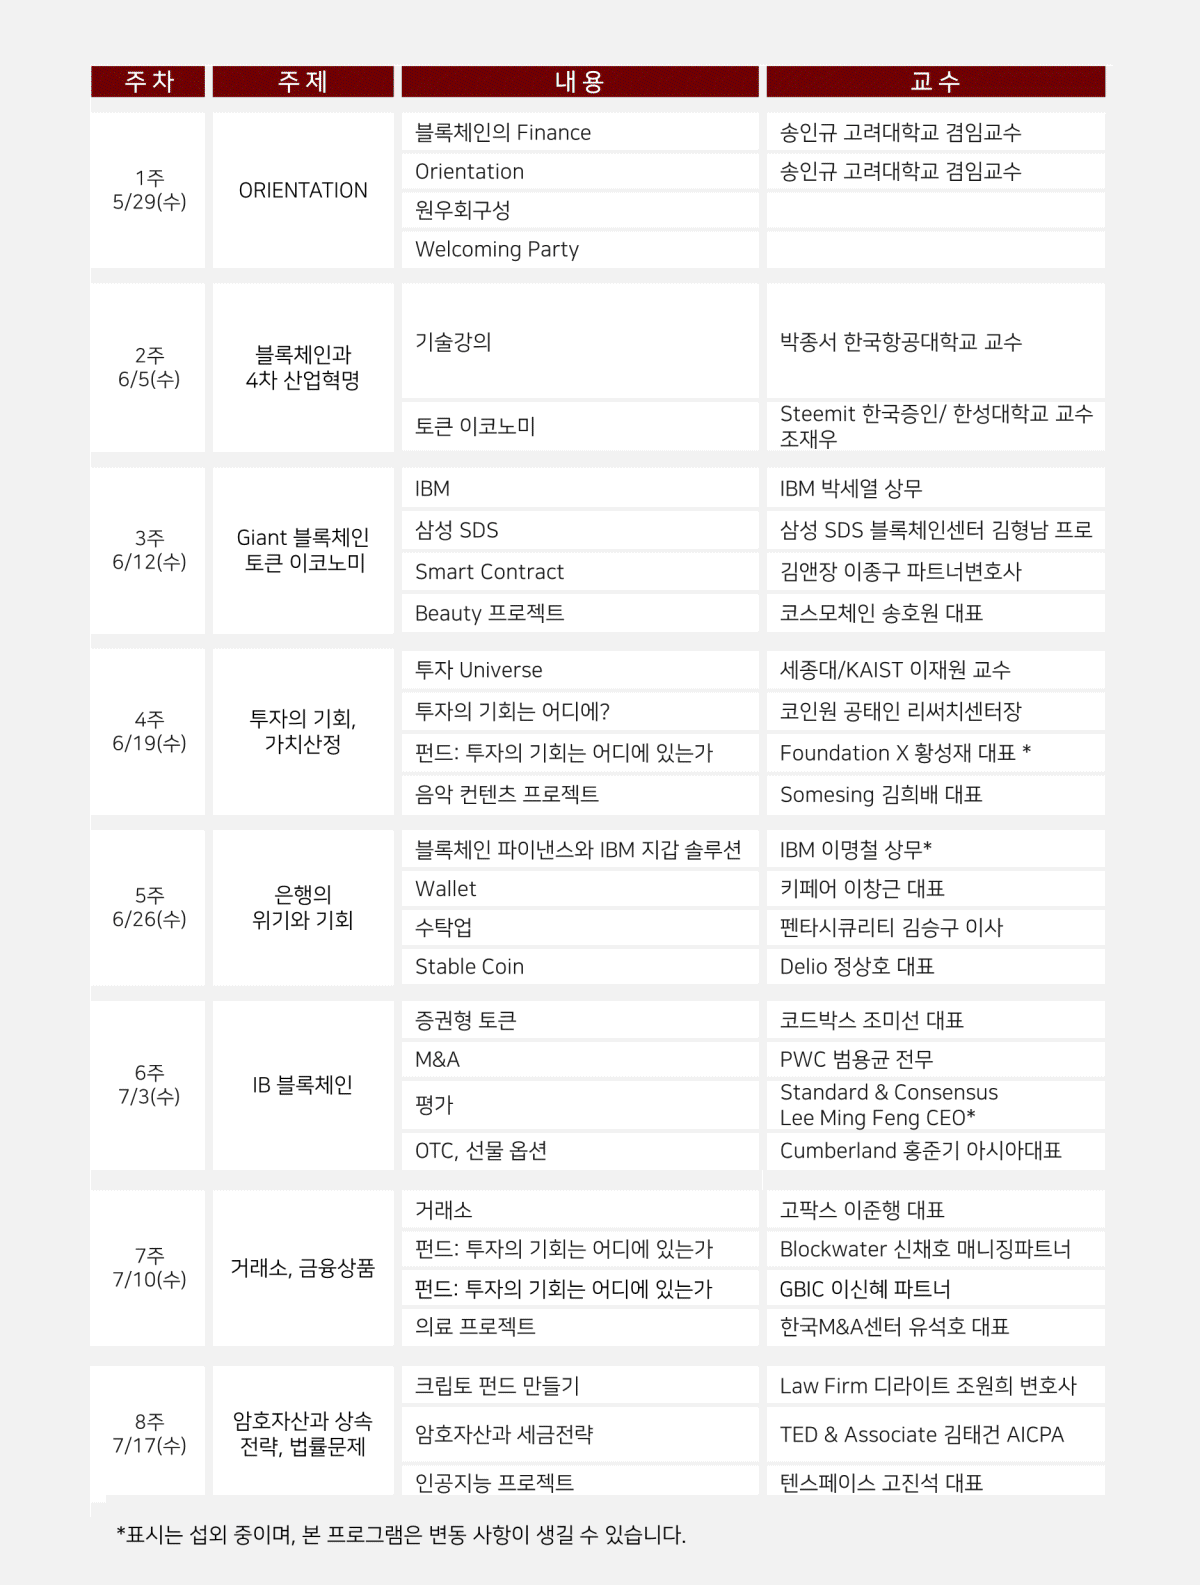 주 차 주 제 내 용 교 수
1주
5/29(수)
ORIENTATION
블록체인의 Finance 송인규 고려대학교 겸임교수
Orientation 송인규 고려대학교 겸임교수
원우회구성
Welcoming Party
2주
6/5(수)
블록체인과
4차 산업혁명
기술강의 박종서 한국항공대학교 교수
토큰 이코노미 Steemit 한국증인/ 한성대학교 교수
조재우
3주
6/12(수)
Giant 블록체인
토큰 이코노미
IBM IBM 박세열 상무
삼성 SDS 삼성 SDS 블록체인센터 김형남 프로
Smart Contract 김앤장 이종구 파트너변호사
Beauty 프로젝트 코스모체인 송호원 대표
4주
6/19(수)
투자의 기회,
가치산정
투자 Universe 세종대/KAIST 이재원 교수
투자의 기회는 어디에? 코인원 공태인 리써치센터장
펀드: 투자의 기회는 어디에 있는가 Foundation X 황성재 대표 *
음악 컨텐츠 프로젝트 Somesing 김희배 대표
5주
6/26(수)
은행의
위기와 기회
블록체인 파이낸스와 IBM 지갑 솔루션 IBM 이명철 상무*
Wallet 키페어 이창근 대표
수탁업 펜타시큐리티 김승구 이사
Stable Coin Delio 정상호 대표
6주
7/3(수)
IB 블록체인
증권형 토큰 코드박스 조미선 대표
M&A PWC 범용균 전무
평가 Standard & Consensus
Lee Ming Feng CEO*
OTC, 선물 옵션 Cumberland 홍준기 아시아대표
7주
7/10(수)
거래소, 금융상품
거래소 고팍스 이준행 대표
펀드: 투자의 기회는 어디에 있는가 Blockwater 신채호 매니징파트너
펀드: 투자의 기회는 어디에 있는가 GBIC 이신혜 파트너
의료 프로젝트 한국M&A센터 유석호 대표
8주
7/17(수)
암호자산과 상속
전략, 법률문제
크립토 펀드 만들기 Law Firm 디라이트 조원희 변호사
암호자산과 세금전략 TED & Associate 김태건 AICPA
인공지능 프로젝트 텐스페이스 고진석 대표
*표시는 섭외 중이며, 본 프로그램은 변동 사항이 생길 수 있습니다.